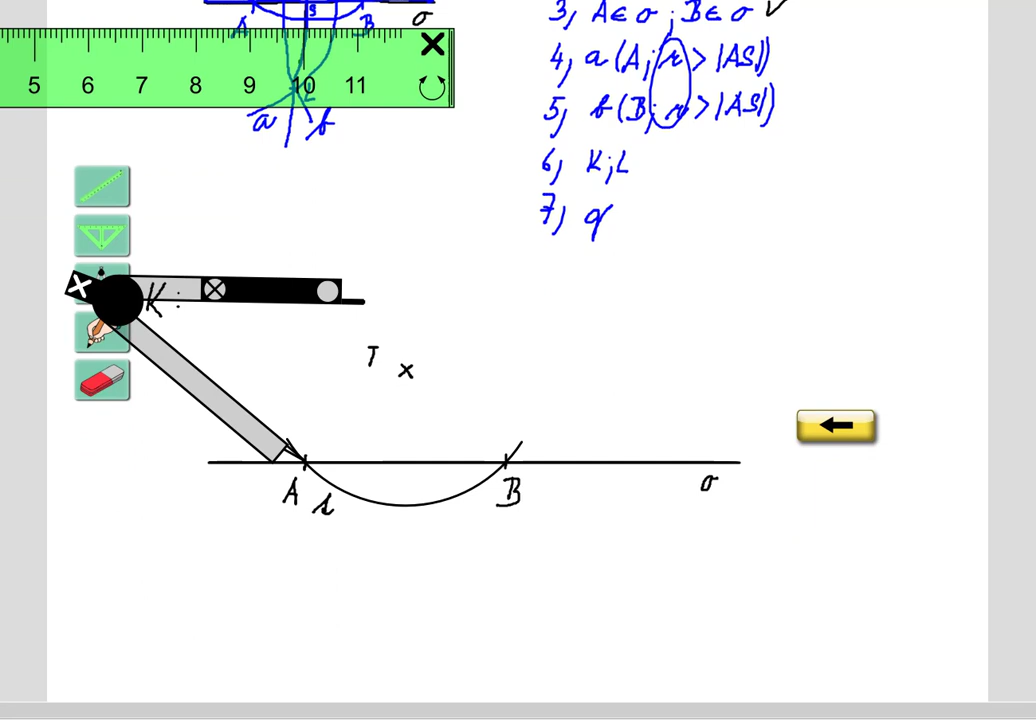 A S B o
3, A ∈ o ; B ∈ o ✓
4, a (A; r > |AS|)
5 6 7 8 9 10 11
L
5, b (B; r > |AS|)
a b
6, K; L
7, q
K:
T x
A s B o